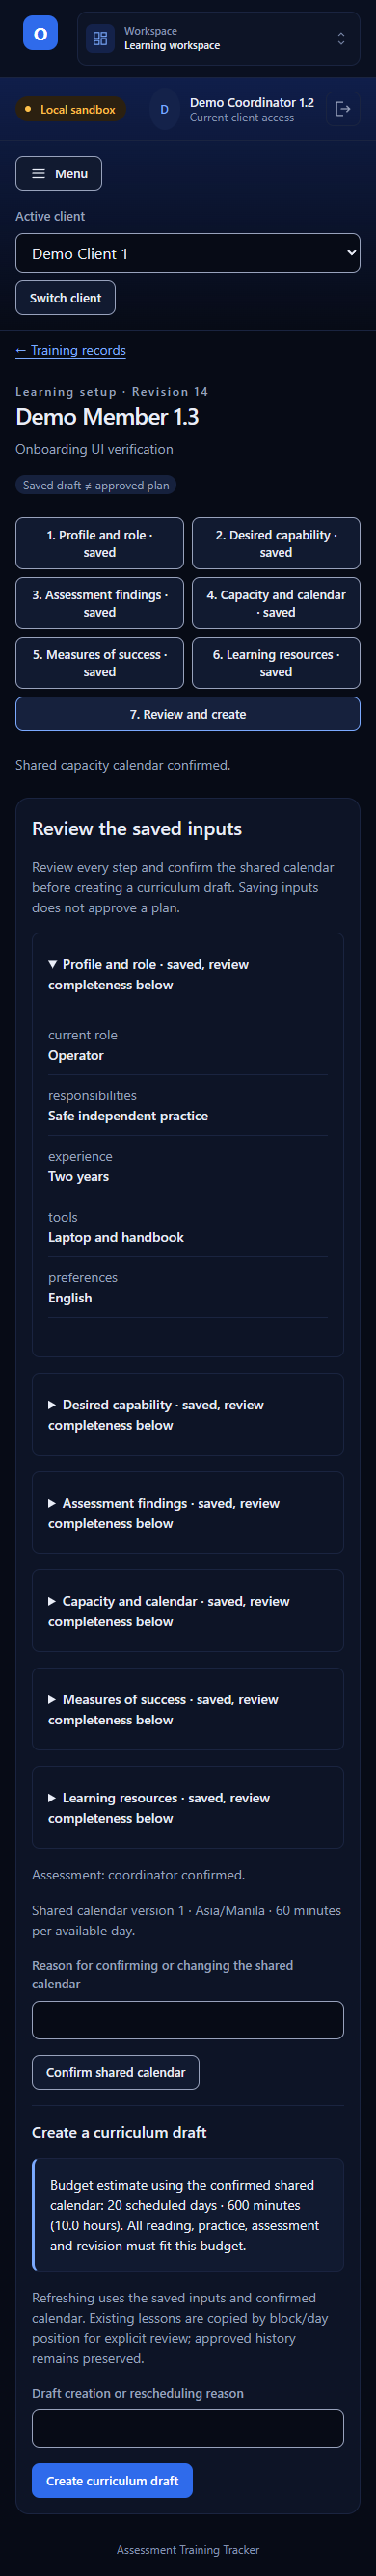 O
Workspace
Learning workspace
Local sandbox
D
Demo Coordinator 1.2
Current client access
Menu
Active client
Demo Client 1
Switch client
← Training records
Learning setup · Revision 14
Demo Member 1.3
Onboarding UI verification
Saved draft ≠ approved plan
1. Profile and role ·
saved
2. Desired capability ·
saved
3. Assessment findings ·
saved
4. Capacity and calendar
· saved
5. Measures of success ·
saved
6. Learning resources ·
saved
7. Review and create
Shared capacity calendar confirmed.
Review the saved inputs
Review every step and confirm the shared calendar
before creating a curriculum draft. Saving inputs
does not approve a plan.
▼ Profile and role · saved, review
completeness below
current role
Operator
responsibilities
Safe independent practice
experience
Two years
tools
Laptop and handbook
preferences
English
▶ Desired capability · saved, review
completeness below
▶ Assessment findings · saved, review
completeness below
▶ Capacity and calendar · saved, review
completeness below
▶ Measures of success · saved, review
completeness below
▶ Learning resources · saved, review
completeness below
Assessment: coordinator confirmed.
Shared calendar version 1 · Asia/Manila · 60 minutes
per available day.
Reason for confirming or changing the shared
calendar
Confirm shared calendar
Create a curriculum draft
Budget estimate using the confirmed shared
calendar: 20 scheduled days · 600 minutes
(10.0 hours). All reading, practice, assessment
and revision must fit this budget.
Refreshing uses the saved inputs and confirmed
calendar. Existing lessons are copied by block/day
position for explicit review; approved history
remains preserved.
Draft creation or rescheduling reason
Create curriculum draft
Assessment Training Tracker